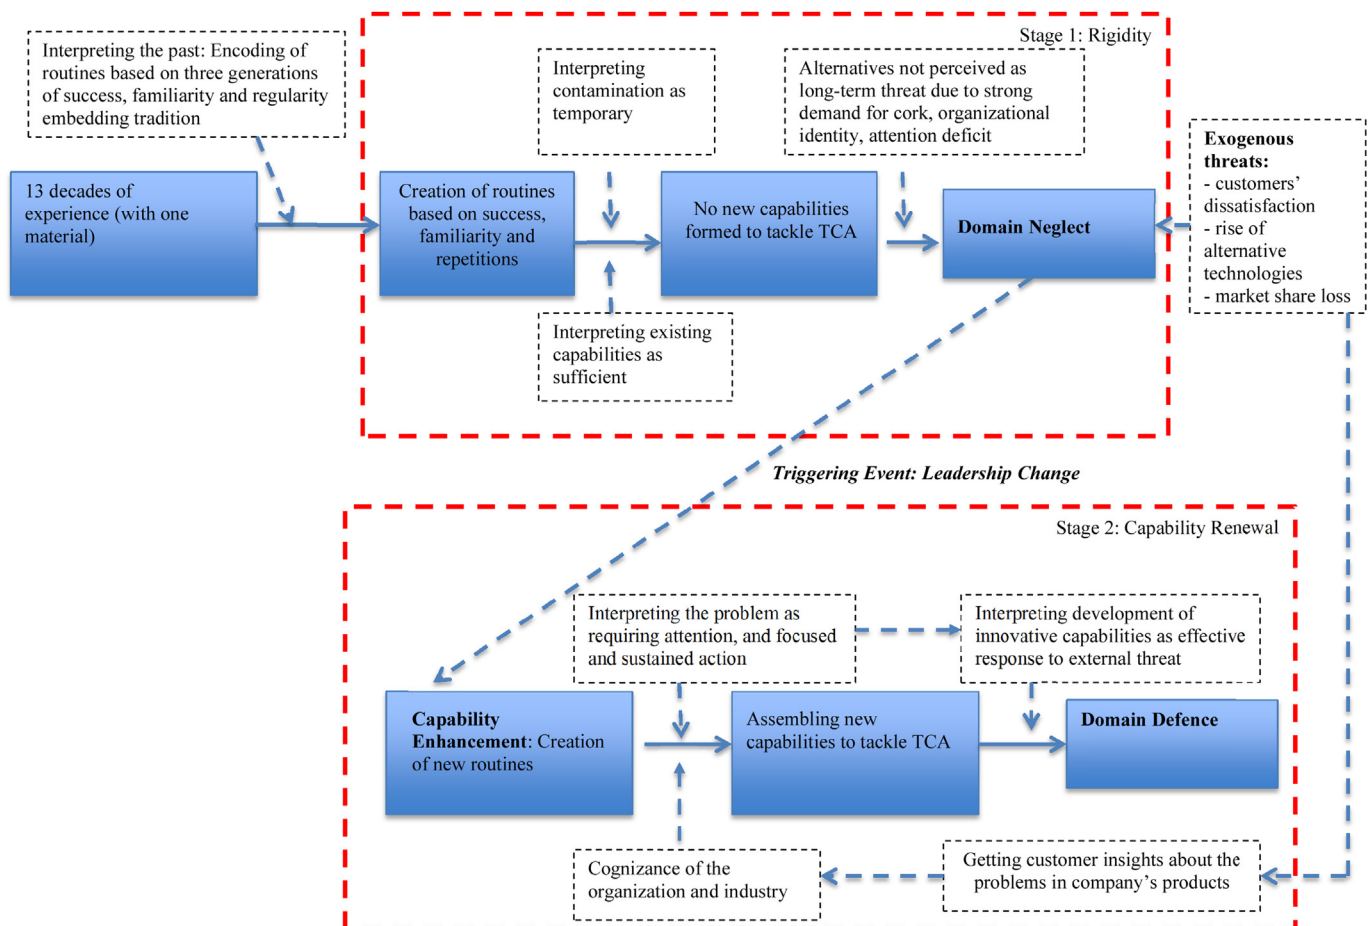 Stage 1: Rigidity
Interpreting the past: Encoding of
routines based on three generations
of success, familiarity and regularity
embedding tradition
Interpreting
contamination as
temporary
Alternatives not perceived as
long-term threat due to strong
demand for cork, organizational
identity, attention deficit
Exogenous
threats:
- customers’
dissatisfaction
- rise of
alternative
technologies
- market share loss
13 decades of
experience (with one
material)
Creation of routines
based on success,
familiarity and
repetitions
No new capabilities
formed to tackle TCA
Domain Neglect
Interpreting existing
capabilities as
sufficient
Triggering Event: Leadership Change
Stage 2: Capability Renewal
Interpreting the problem as
requiring attention, and focused
and sustained action
Interpreting development of
innovative capabilities as effective
response to external threat
Capability
Enhancement: Creation
of new routines
Assembling new
capabilities to tackle TCA
Domain Defence
Cognizance of the
organization and industry
Getting customer insights about the
problems in company’s products